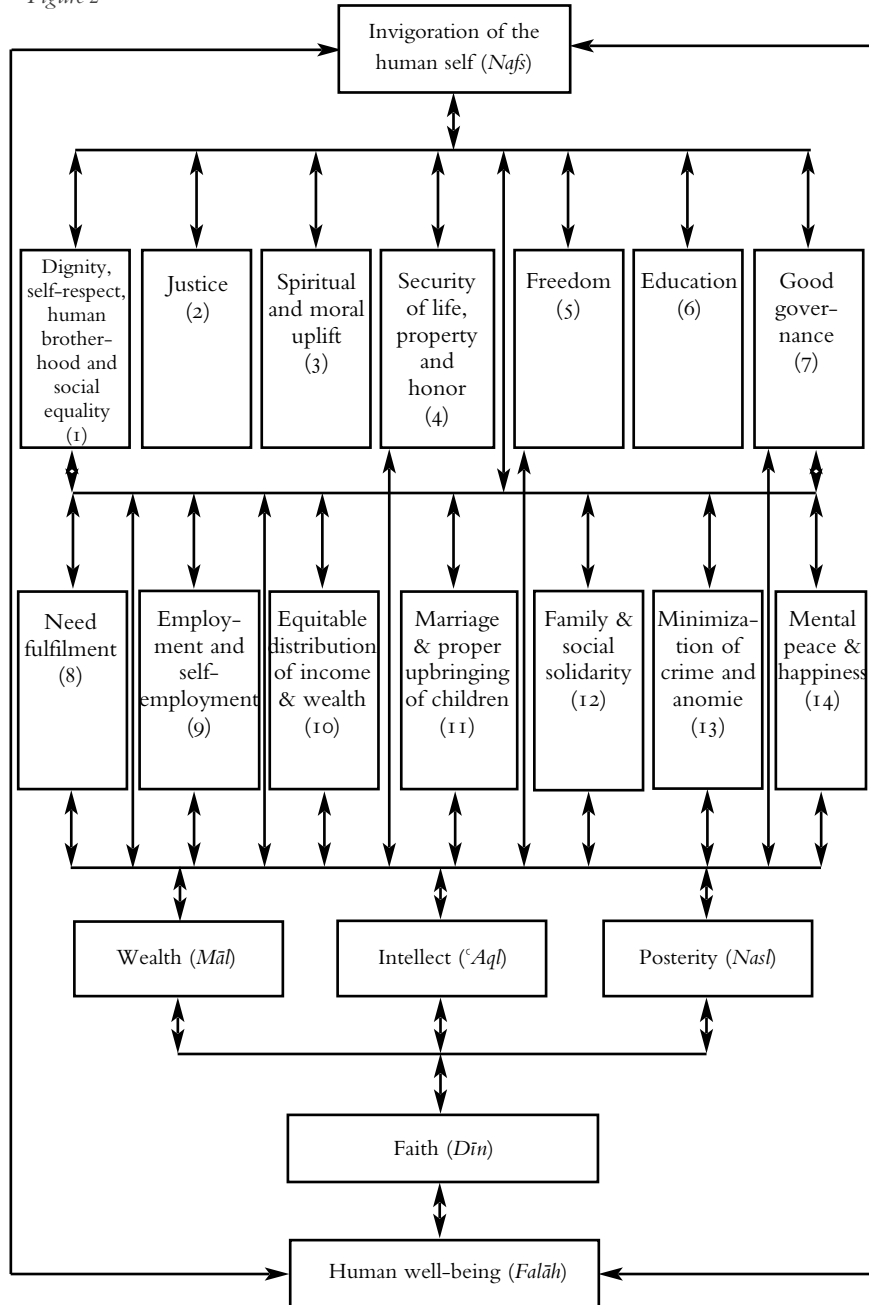 Figure 2
Invigoration of the
human self (Nafs)
Dignity,
self-respect,
human
brother-
hood and
social
equality
(1)
Justice
(2)
Spiritual
and moral
uplift
(3)
Security
of life,
property
and
honor
(4)
Freedom
(5)
Education
(6)
Good
gover-
nance
(7)
Need
fulfilment
(8)
Employ-
ment and
self-
employment
(9)
Equitable
distribution
of income
& wealth
(10)
Marriage
& proper
upbringing
of children
(11)
Family &
social
solidarity
(12)
Minimiza-
tion of
crime and
anomie
(13)
Mental
peace &
happiness
(14)
Wealth (Māl)
Intellect (ʿAql)
Posterity (Nasl)
Faith (Dīn)
Human well-being (Falāh)